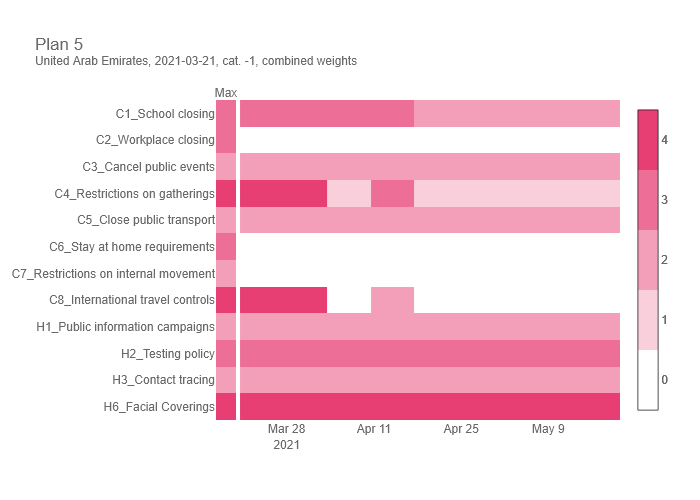 Plan 5
United Arab Emirates, 2021-03-21, cat. -1, combined weights
Max
C1_School closing
C2_Workplace closing
C3_Cancel public events
C4_Restrictions on gatherings
C5_Close public transport
C6_Stay at home requirements
C7_Restrictions on internal movement
C8_International travel controls
H1_Public information campaigns
H2_Testing policy
H3_Contact tracing
H6_Facial Coverings
Mar 28 Apr 11 Apr 25 May 9
2021
4
3
2
1
0